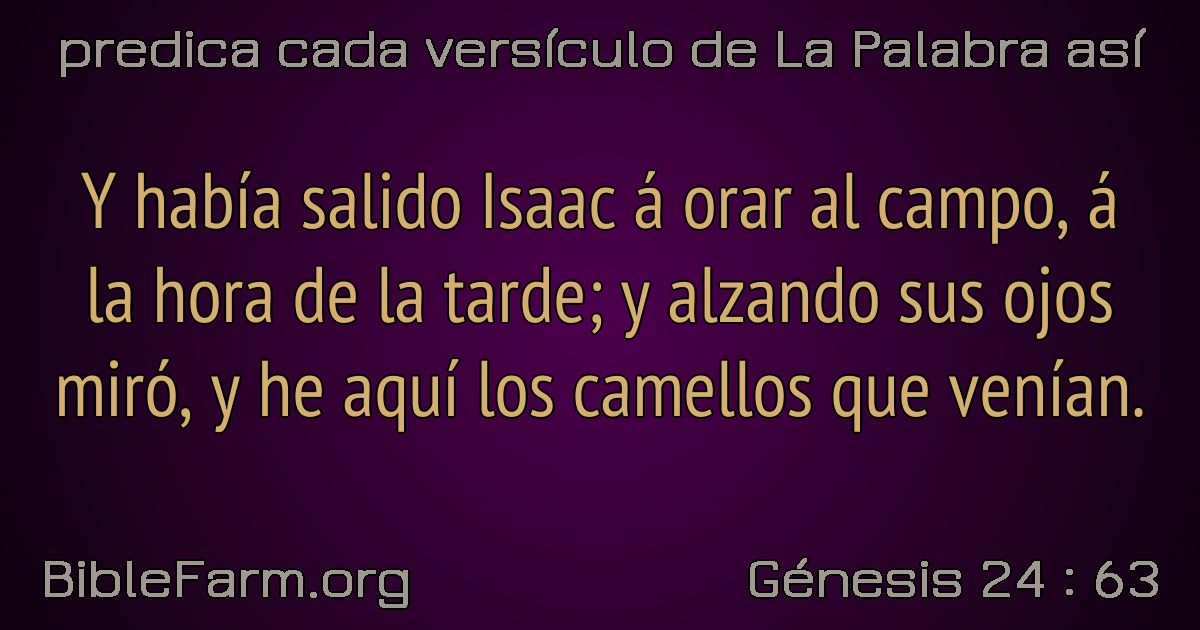 predica cada versículo de La Palabra así
Y había salido Isaac á orar al campo, á
la hora de la tarde; y alzando sus ojos
miró, y he aquí los camellos que venían.
BibleFarm.org
Génesis 24 : 63